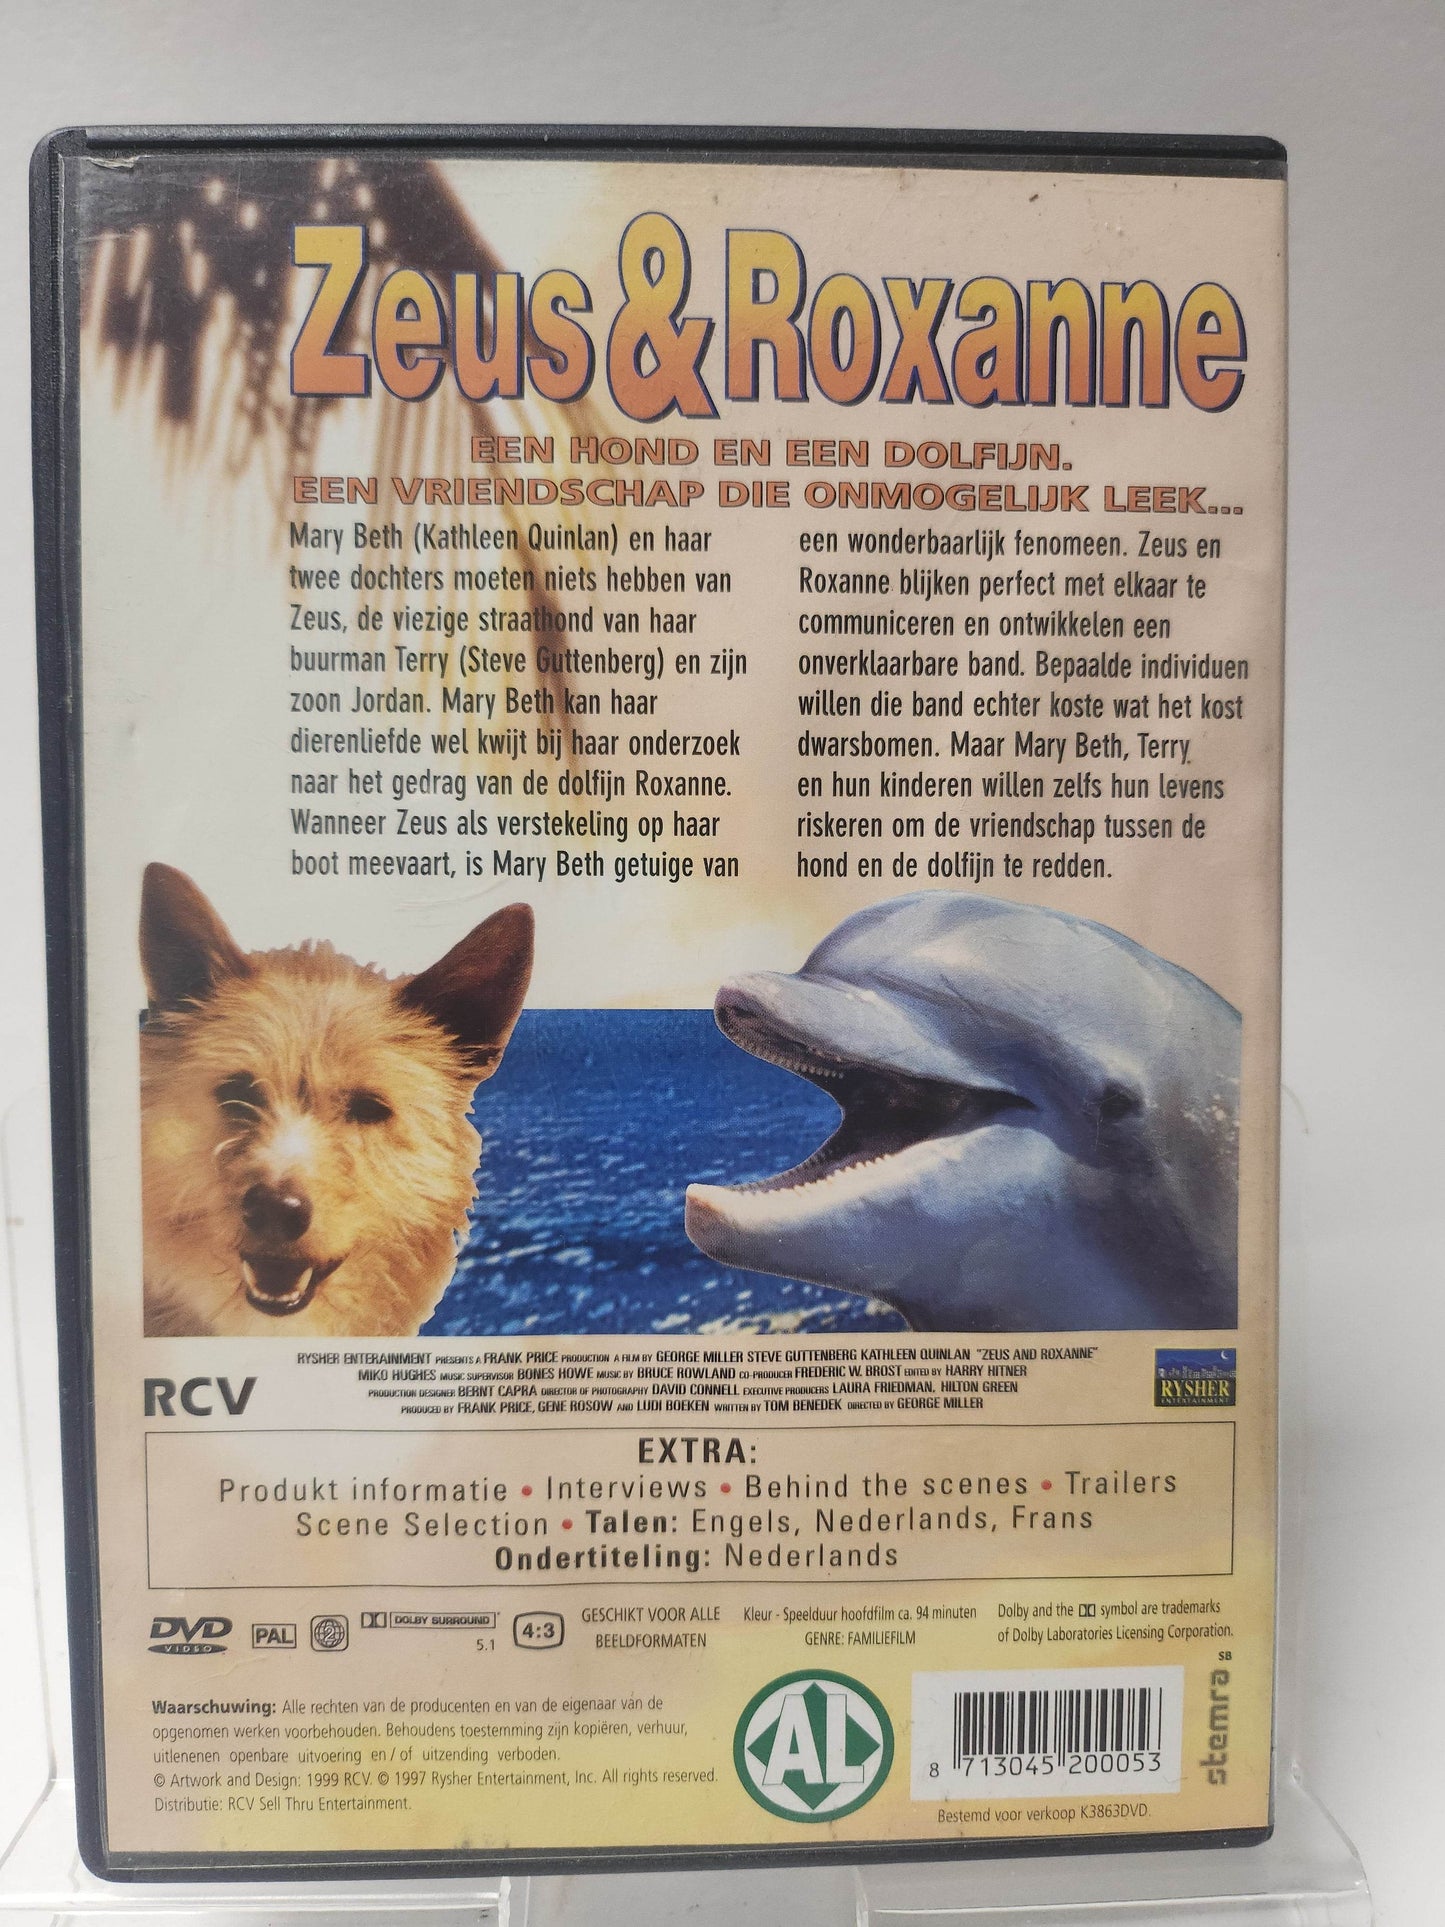 Zeus & Roxanne
EEN HOND EN EEN DOLFIJN.
EEN VRIENDSCHAP DIE ONMOGELIJK LEEK...
Mary Beth (Kathleen Quinlan) en haar
twee dochters moeten niets hebben van
Zeus, de viezige straathond van haar
buurman Terry (Steve Guttenberg) en zijn
zoon Jordan. Mary Beth kan haar
dierenliefde wel kwijt bij haar onderzoek
naar het gedrag van de dolfijn Roxanne.
Wanneer Zeus als verstekeling op haar
boot meevaart, is Mary Beth getuige van
een wonderbaarlijk fenomeen. Zeus en
Roxanne blijken perfect met elkaar te
communiceren en ontwikkelen een
onverklaarbare band. Bepaalde individuen
willen die band echter koste wat het kost
dwarsbomen. Maar Mary Beth, Terry
en hun kinderen willen zelfs hun levens
riskeren om de vriendschap tussen de
hond en de dolfijn te redden.
RYSHER ENTERAINMENT PRESENTS A FRANK PRICE PRODUCTION A FILM BY GEORGE MILLER STEVE GUTTENBERG KATHLEEN QUINLAN "ZEUS AND ROXANNE"
MIKO HUGHES MUSIC SUPERVISOR BONES HOWE MUSIC BY BRUCE ROWLAND CO-PRODUCER FREDERIC W. BROST EDITED BY HARRY HITNER
PRODUCTION DESIGNER BERNT CAPRA DIRECTOR OF PHOTOGRAPHY DAVID CONNELL EXECUTIVE PRODUCERS LAURA FRIEDMAN, HILTON GREEN
PRODUCED BY FRANK PRICE, GENE ROSOW AND LUDI BOEKEN WRITTEN BY TOM BENEDEK DIRECTED BY GEORGE MILLER
RCV
RYSHER
ENTERTAINMENT
EXTRA:
Produkt informatie • Interviews • Behind the scenes • Trailers
Scene Selection • Talen: Engels, Nederlands, Frans
Ondertiteling: Nederlands
DVD
VIDEO
PAL
2
DOLBY SURROUND
5.1
4:3
GESCHIKT VOOR ALLE
BEELDFORMATEN
Kleur - Speelduur hoofdfilm ca. 94 minuten
GENRE: FAMILIEFILM
Dolby and the symbol are trademarks
of Dolby Laboratories Licensing Corporation.
Waarschuwing: Alle rechten van de producenten en van de eigenaar van de
opgenomen werken voorbehouden. Behoudens toestemming zijn kopiëren, verhuur,
uitlenenen openbare uitvoering en / of uitzending verboden.
© Artwork and Design: 1999 RCV. © 1997 Rysher Entertainment, Inc. All rights reserved.
Distributie: RCV Sell Thru Entertainment.
AL
8 713045 200053
Bestemd voor verkoop K3863DVD.
SB
stemra